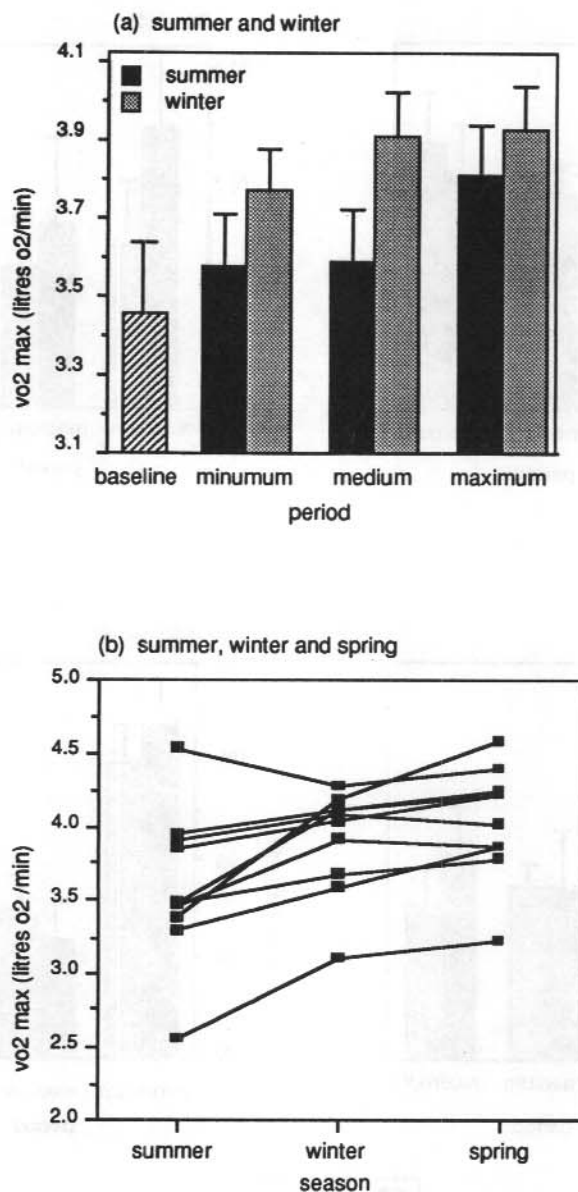 (a) summer and winter
4.1
3.9
3.7
3.5
3.3
3.1
vo2 max (litres o2/min)
summer
winter
baseline minumum medium maximum
period
(b) summer, winter and spring
5.0
4.5
4.0
3.5
3.0
2.5
2.0
vo2 max (litres o2 /min)
summer winter spring
season